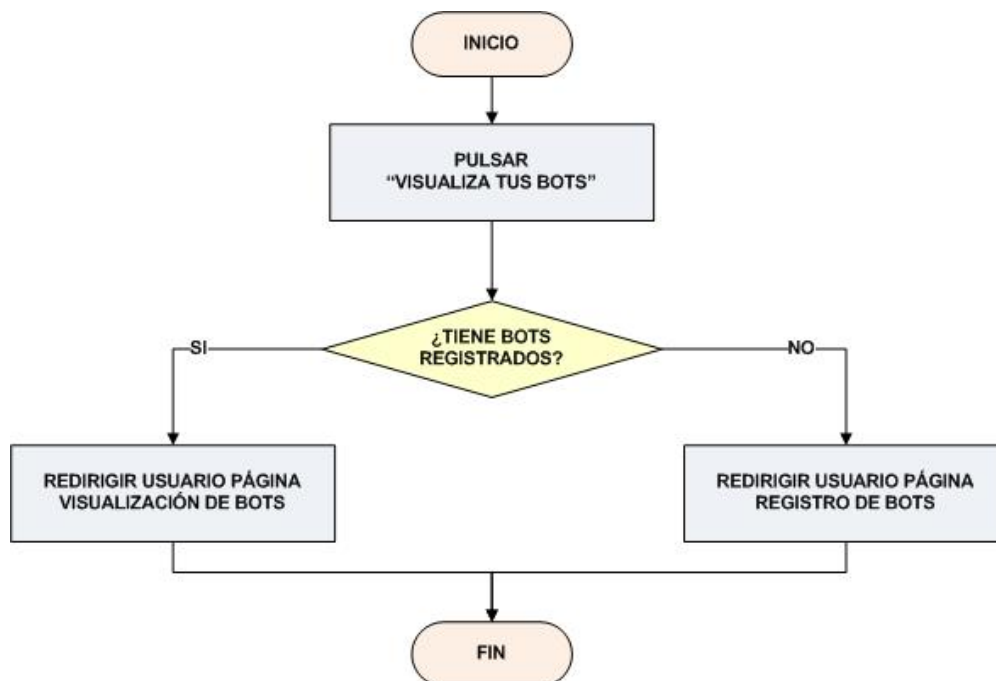 INICIO
PULSAR
“VISUALIZA TUS BOTS”
¿TIENE BOTS
REGISTRADOS?
SI
NO
REDIRIGIR USUARIO PÁGINA
VISUALIZACIÓN DE BOTS
REDIRIGIR USUARIO PÁGINA
REGISTRO DE BOTS
FIN